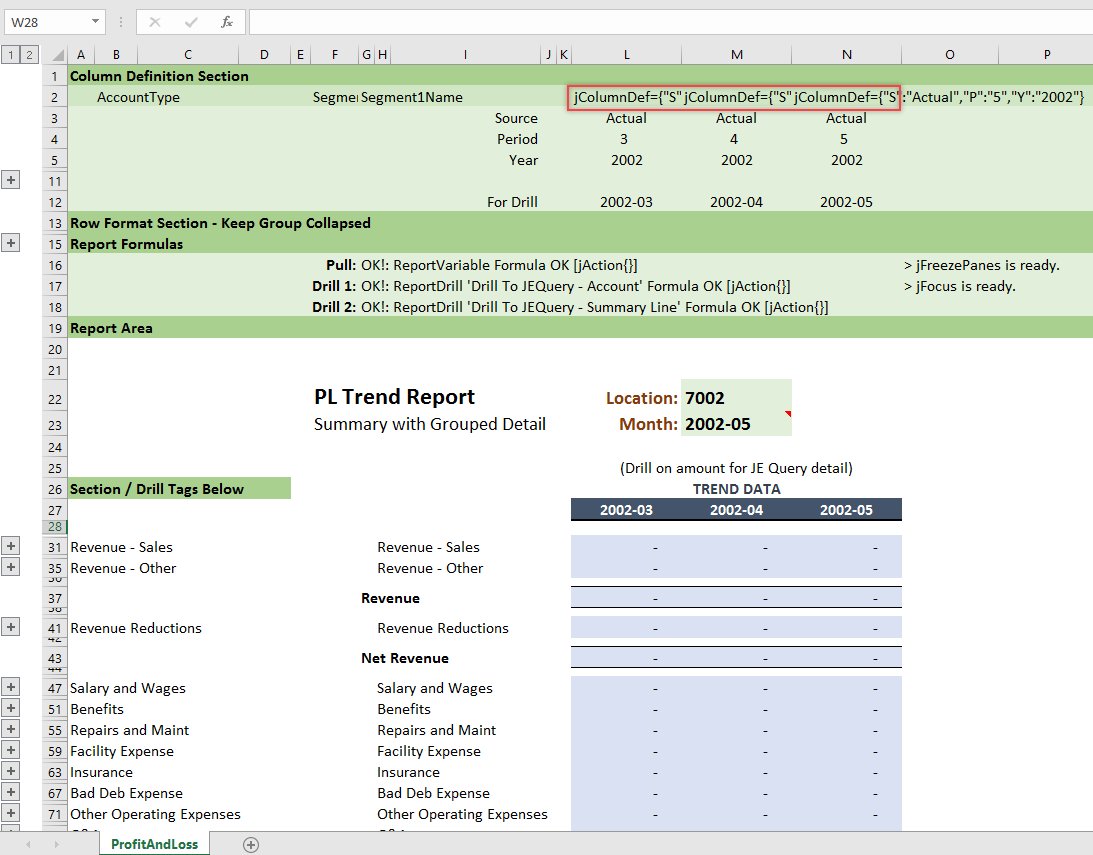 W28 fx
1 2 A B C D E F G H I J K L M N O P
1 Column Definition Section
2 AccountType Segme Segment1Name jColumnDef={"S" jColumnDef={"S" jColumnDef={"S":"Actual","P":"5","Y":"2002"}
3 Source Actual Actual Actual
4 Period 3 4 5
5 Year 2002 2002 2002
11
12 For Drill 2002-03 2002-04 2002-05
13 Row Format Section - Keep Group Collapsed
15 Report Formulas
16 Pull: OK!: ReportVariable Formula OK [jAction{}] > jFreezePanes is ready.
17 Drill 1: OK!: ReportDrill 'Drill To JEQuery - Account' Formula OK [jAction{}] > jFocus is ready.
18 Drill 2: OK!: ReportDrill 'Drill To JEQuery - Summary Line' Formula OK [jAction{}]
19 Report Area
20
21
22 PL Trend Report Location: 7002
23 Summary with Grouped Detail Month: 2002-05
24
25 (Drill on amount for JE Query detail)
26 Section / Drill Tags Below TREND DATA
27 2002-03 2002-04 2002-05
28
31 Revenue - Sales Revenue - Sales - - -
35 Revenue - Other Revenue - Other - - -
37 Revenue - - -
41 Revenue Reductions Revenue Reductions - - -
43 Net Revenue - - -
47 Salary and Wages Salary and Wages - - -
51 Benefits Benefits - - -
55 Repairs and Maint Repairs and Maint - - -
59 Facility Expense Facility Expense - - -
63 Insurance Insurance - - -
67 Bad Deb Expense Bad Deb Expense - - -
71 Other Operating Expenses Other Operating Expenses - - -
ProfitAndLoss